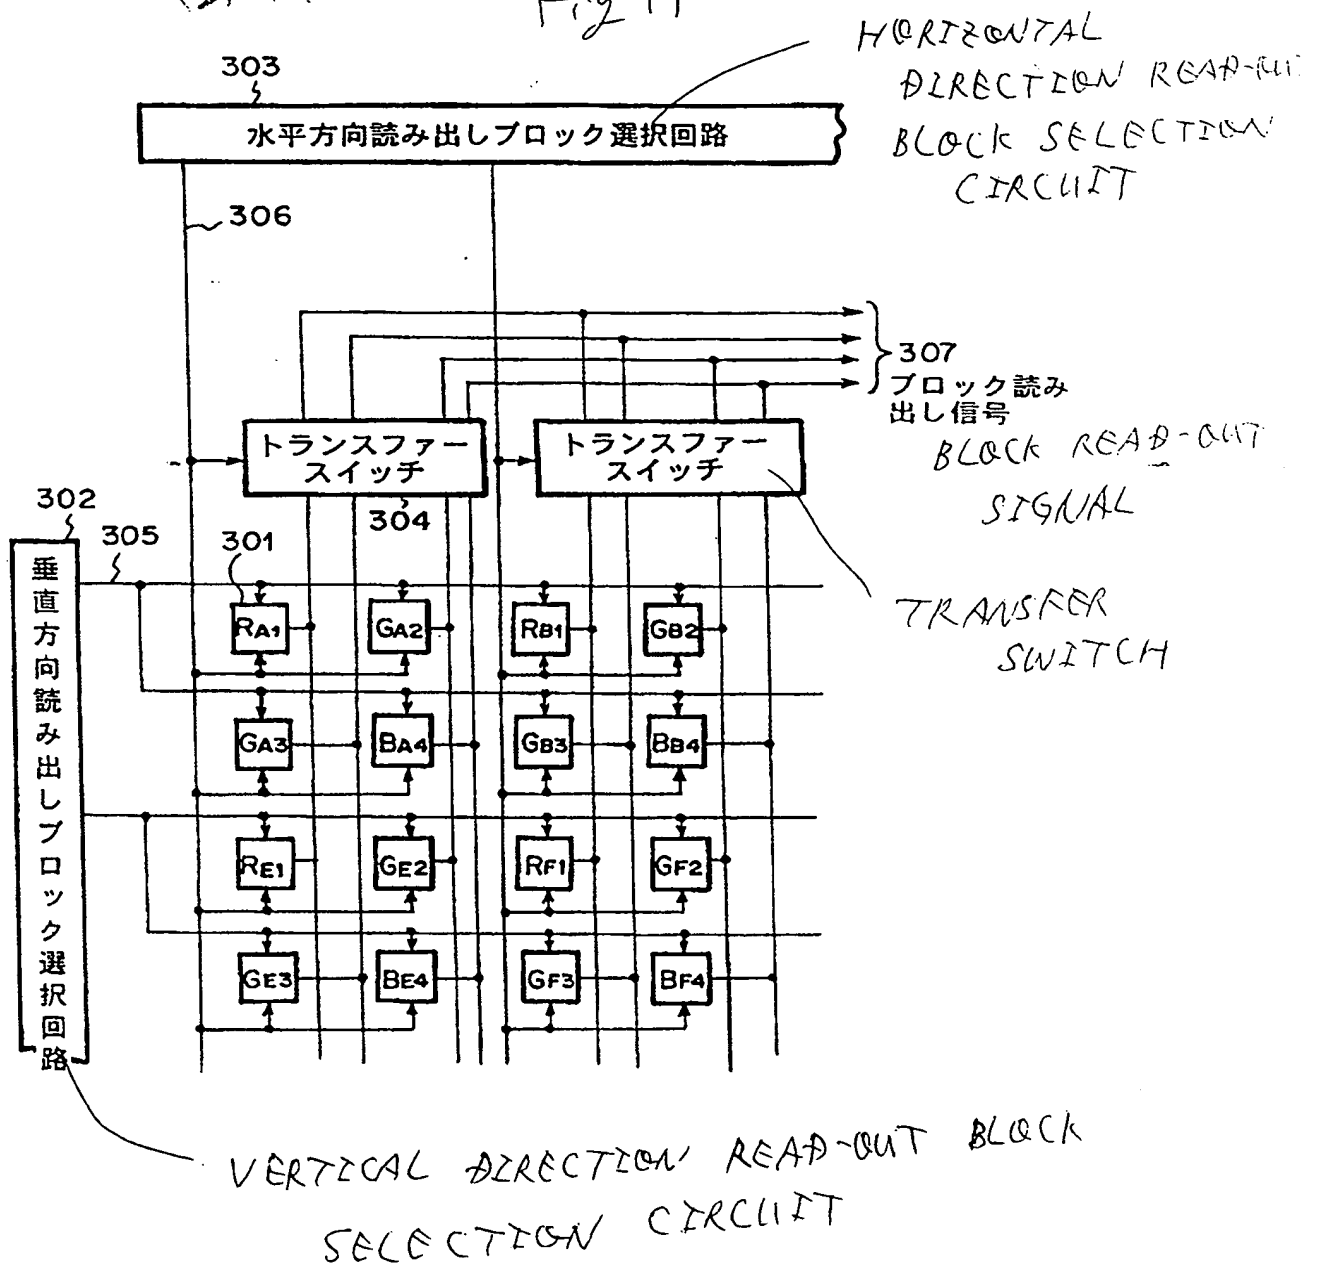 Fig 11
HORIZONTAL
DIRECTION READ-OUT
BLOCK SELECTION
CIRCUIT
303
水平方向読み出しブロック選択回路
306
307
ブロック読み
出し信号
BLOCK READ-OUT
SIGNAL
トランスファー
スイッチ
トランスファー
スイッチ
304
TRANSFER
SWITCH
302
305
301
垂直方向読み出しブロック選択回路
RA1 GA2 RB1 GB2
GA3 BA4 GB3 BB4
RE1 GE2 RF1 GF2
GE3 BE4 GF3 BF4
VERTICAL DIRECTION READ-OUT BLOCK
SELECTION CIRCUIT